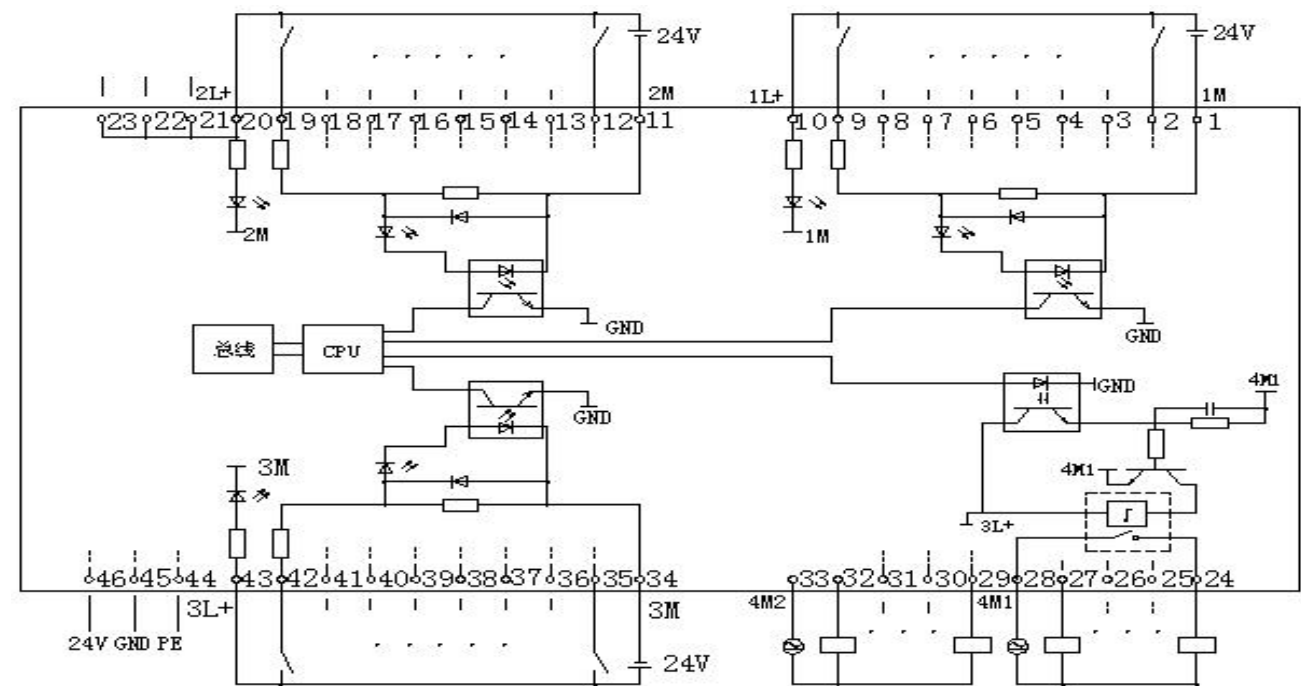 24V 24V
2L+ 2M 1L+ 1M
23 22 21 20 19 18 17 16 15 14 13 12 11 10 9 8 7 6 5 4 3 2 1
2M 1M
GND GND
总线 CPU
GND 4M1
GND
3M 4M1
3L+
46 45 44 43 42 41 40 39 38 37 36 35 34 33 32 31 30 29 28 27 26 25 24
3L+ 3M 4M2 4M1
24V GND PE
24V